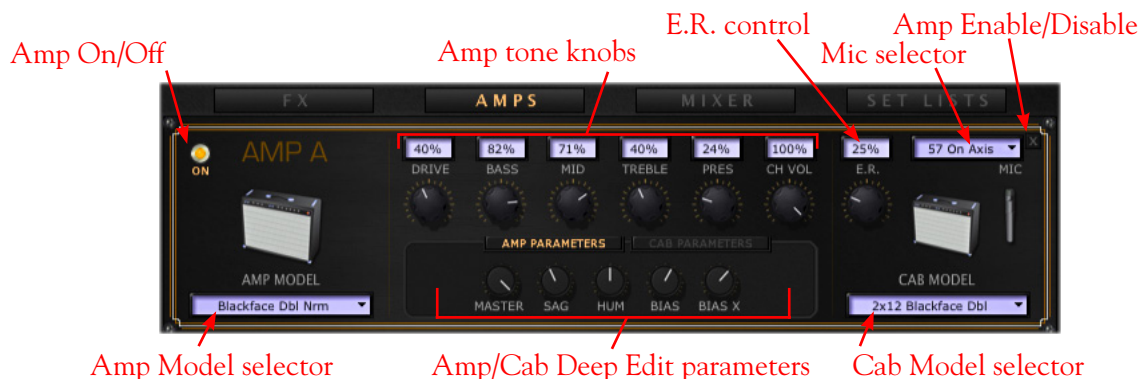 E.R. control
Amp Enable/Disable
Amp On/Off
Amp tone knobs
Mic selector
FX
AMPS
MIXER
SET LISTS
ON
AMP A
40% 82% 71% 40% 24% 100% 25% 57 On Axis X
DRIVE BASS MID TREBLE PRES CH VOL E.R. MIC
AMP PARAMETERS CAB PARAMETERS
AMP MODEL
CAB MODEL
MASTER SAG HUM BIAS BIAS X
Blackface Dbl Nrm
2x12 Blackface Dbl
Amp Model selector
Amp/Cab Deep Edit parameters
Cab Model selector